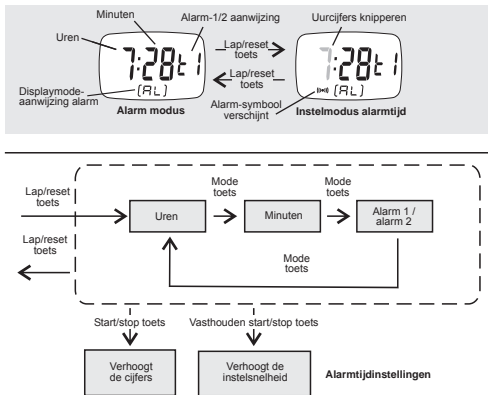 Minuten
Alarm-1/2 aanwijzing
Uurcijfers knipperen
Uren
7:28 t1
(AL)
Lap/reset
toets
Lap/reset
toets
7:28 t1
(AL)
Displaymode-
aanwijzing alarm
Alarm modus
Alarm-symbool
verschijnt
Instelmodus alarmtijd
Lap/reset
toets
Lap/reset
toets
Uren
Mode
toets
Minuten
Mode
toets
Alarm 1 /
alarm 2
Mode
toets
Start/stop toets
Vasthouden start/stop toets
Verhoogt
de cijfers
Verhoogt de
instelsnelheid
Alarmtijdinstellingen